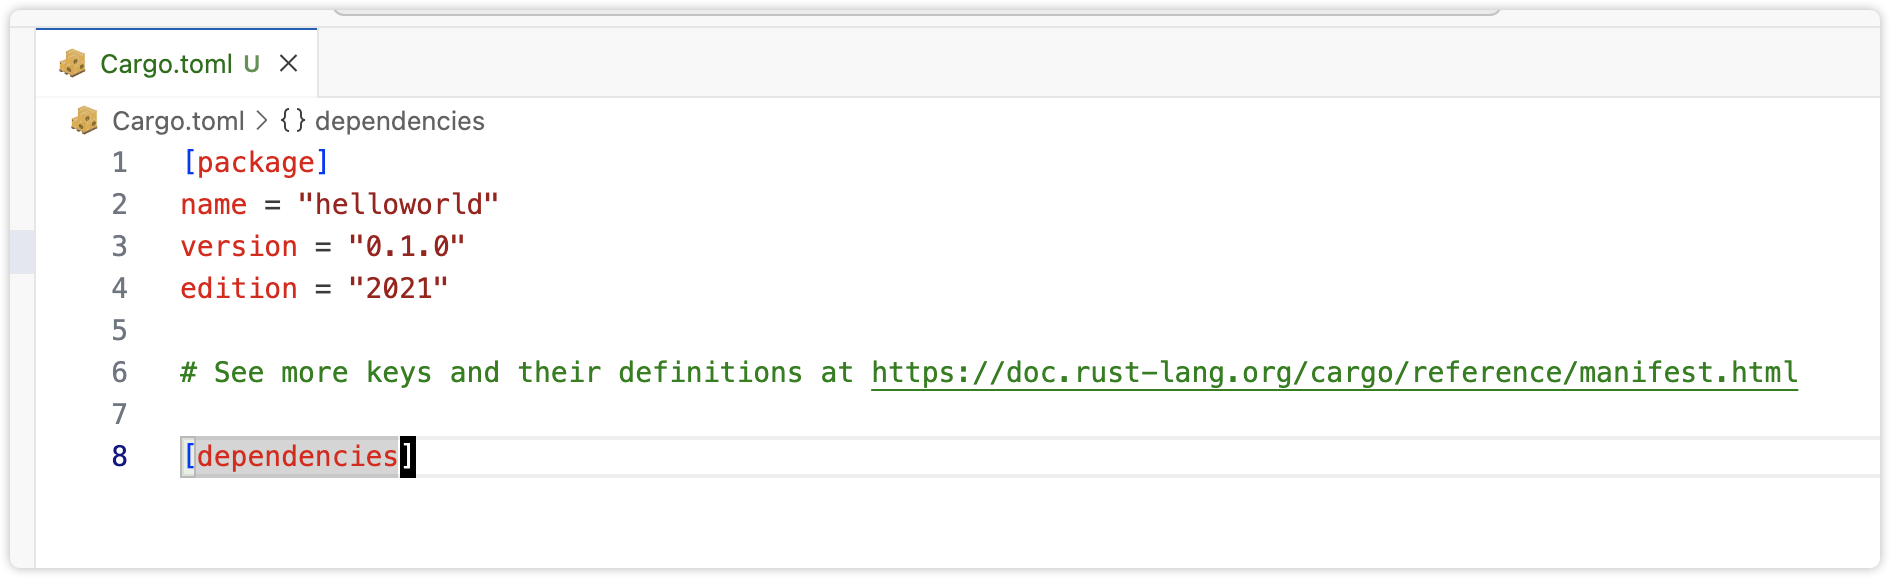 Cargo.toml U
Cargo.toml > {} dependencies
1 [package]
2 name = "helloworld"
3 version = "0.1.0"
4 edition = "2021"
5
6 # See more keys and their definitions at https://doc.rust-lang.org/cargo/reference/manifest.html
7
8 [dependencies]